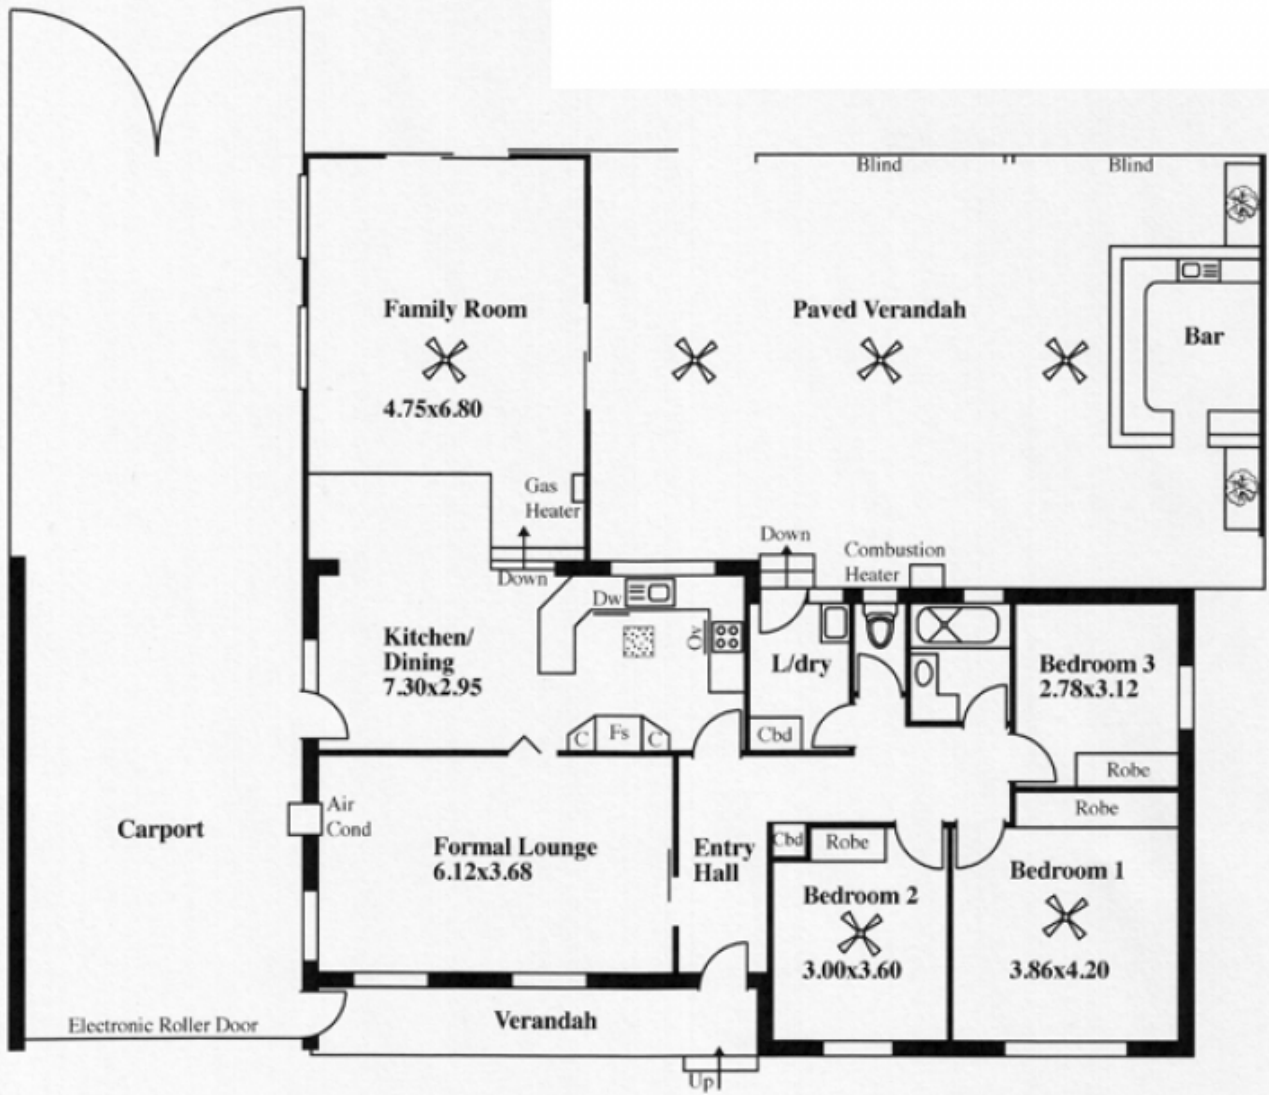 Blind
Blind
Family Room
4.75x6.80
Paved Verandah
Bar
Gas
Heater
Down
Down
Combustion
Heater
Dw
Ov
Kitchen/
Dining
7.30x2.95
L/dry
Bedroom 3
2.78x3.12
C
Fs
C
Cbd
Robe
Robe
Air
Cond
Carport
Formal Lounge
6.12x3.68
Entry
Hall
Cbd
Robe
Bedroom 2
3.00x3.60
Bedroom 1
3.86x4.20
Electronic Roller Door
Verandah
Up